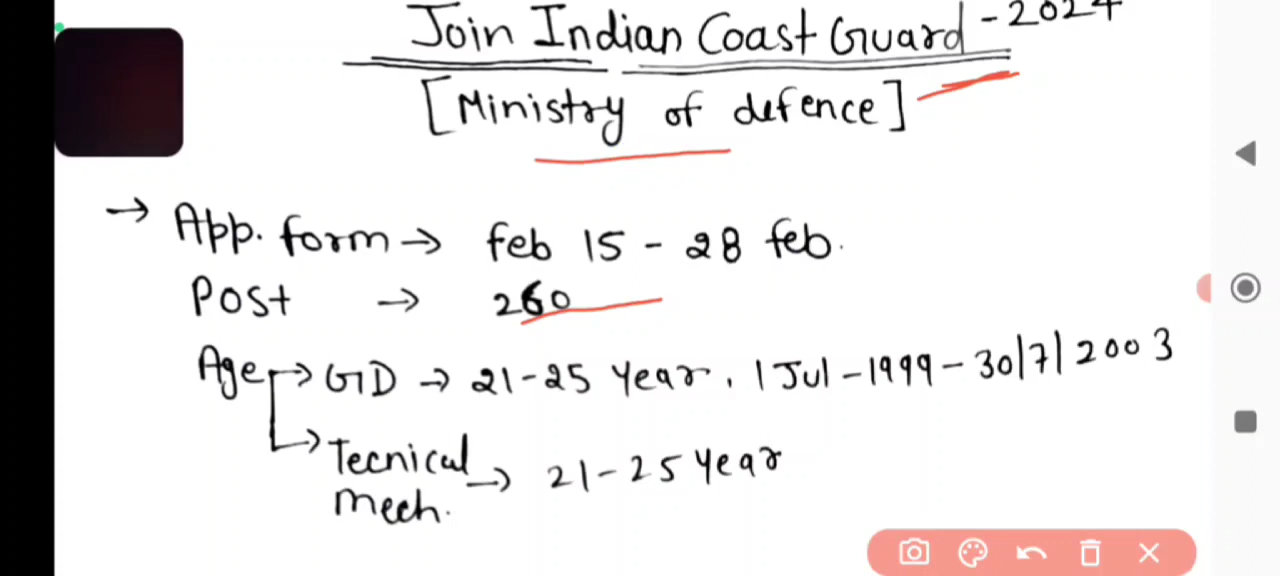 Join Indian Coast Guard - 2024
[Ministry of defence]
→ App. form → feb 15 - 28 feb.
Post → 260
Age → GD → 21-25 Year. 1 Jul - 1999 - 30/7/2003
→ Tecnical → 21-25 Year
Mech.